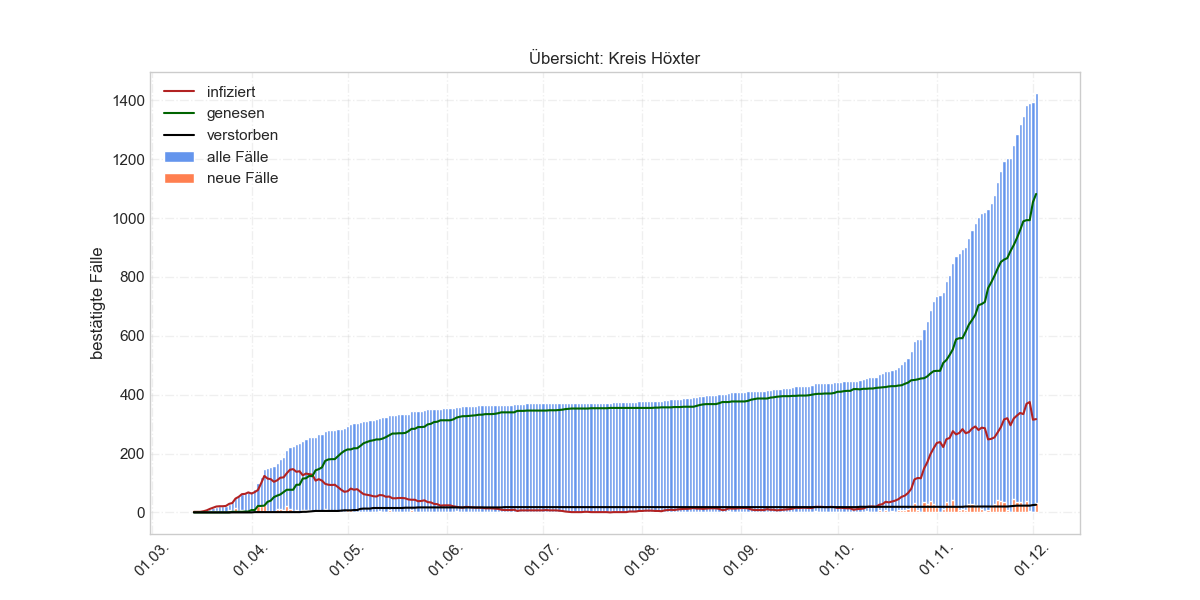 Übersicht: Kreis Höxter
infiziert
genesen
verstorben
alle Fälle
neue Fälle
bestätigte Fälle
1400
1200
1000
800
600
400
200
0
01.03.
01.04.
01.05.
01.06.
01.07.
01.08.
01.09.
01.10.
01.11.
01.12.